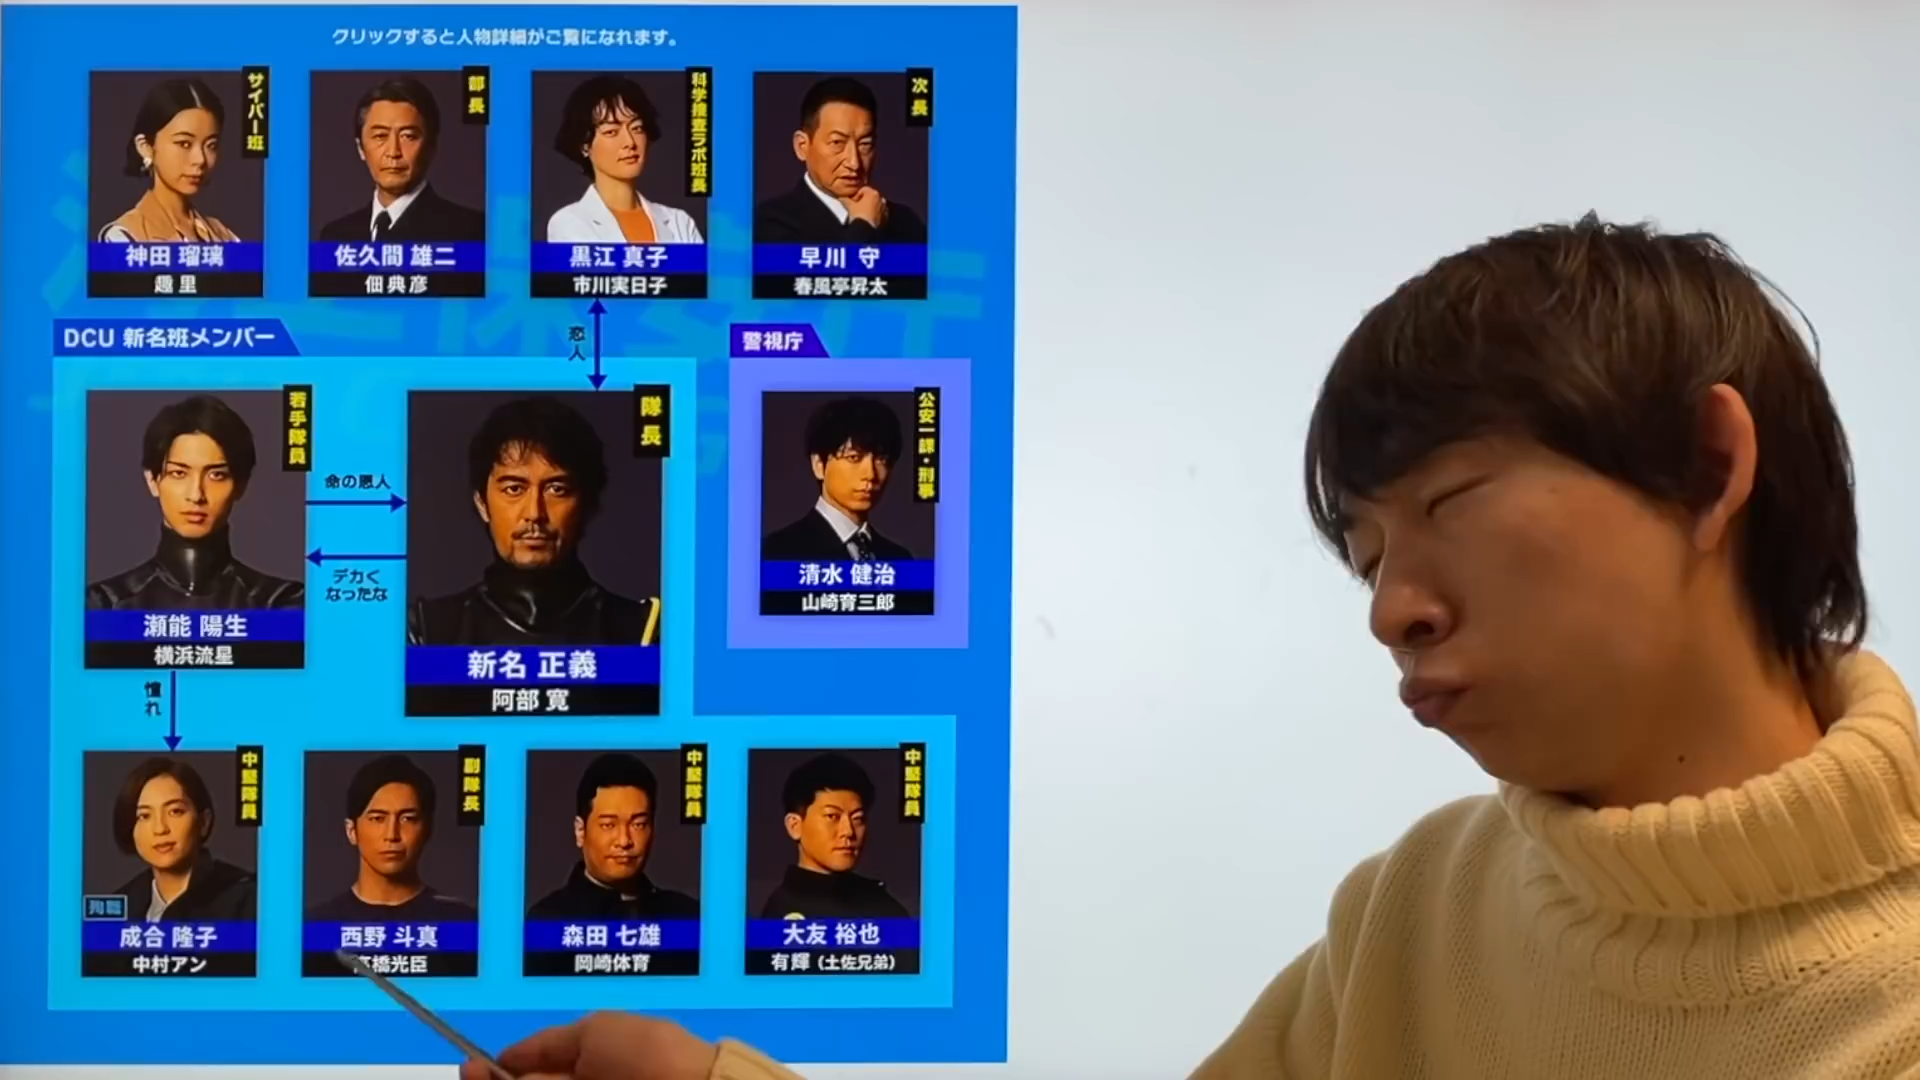 クリックすると人物詳細がご覧になれます。
サイバー班
神田 瑠璃
趣里
部長
佐久間 雄二
佃典彦
科学捜査ラボ班長
黒江 真子
市川実日子
次長
早川 守
春風亭昇太
恋人
DCU 新名班メンバー
警視庁
若手隊員
瀬能 陽生
横浜流星
命の恩人
デカく
なったな
隊長
新名 正義
阿部 寛
公安一課・刑事
清水 健治
山崎育三郎
憧れ
中堅隊員
殉職
成合 隆子
中村アン
副隊長
西野 斗真
橋光臣
中堅隊員
森田 七雄
岡崎体育
中堅隊員
大友 裕也
有輝（土佐兄弟）